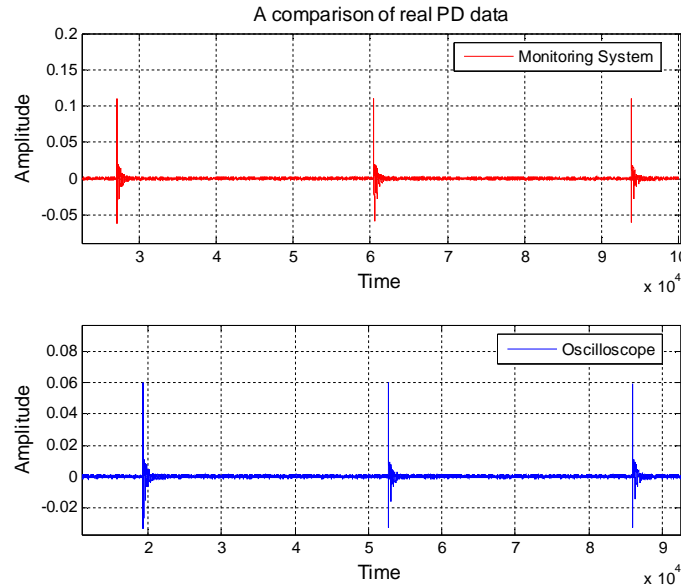 A comparison of real PD data
0.2
0.15
0.1
0.05
0
-0.05
Amplitude
Monitoring System
3 4 5 6 7 8 9 10
Time
x 10^4
0.08
0.06
0.04
0.02
0
-0.02
Amplitude
Oscilloscope
2 3 4 5 6 7 8 9
Time
x 10^4